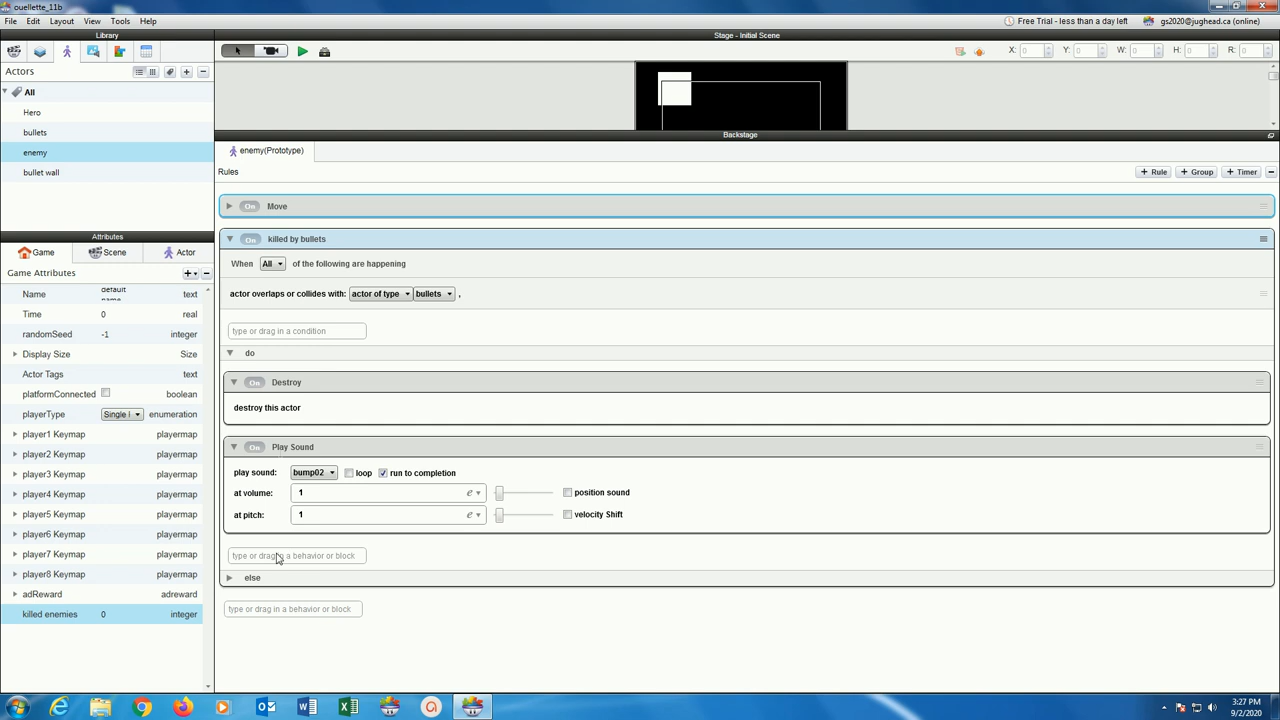 ouellette_11b
File Edit Layout View Tools Help
Free Trial - less than a day left gs2020@jughead.ca (online)
Library
Stage - Initial Scene
X: 0 Y: 0 W: 0 H: 0 R: 0
Actors
All
Hero
bullets
enemy
bullet wall
Backstage
enemy(Prototype)
Rules
+ Rule + Group + Timer
On Move
On killed by bullets
When All of the following are happening
actor overlaps or collides with: actor of type bullets ,
type or drag in a condition
do
On Destroy
destroy this actor
On Play Sound
play sound: bump02 loop run to completion
at volume: 1 e position sound
at pitch: 1 e velocity Shift
type or drag in a behavior or block
else
type or drag in a behavior or block
Attributes
Game Scene Actor
Game Attributes
Name default name text
Time 0 real
randomSeed -1 integer
Display Size Size
Actor Tags text
platformConnected boolean
playerType Single enumeration
player1 Keymap playermap
player2 Keymap playermap
player3 Keymap playermap
player4 Keymap playermap
player5 Keymap playermap
player6 Keymap playermap
player7 Keymap playermap
player8 Keymap playermap
adReward adreward
killed enemies 0 integer
3:27 PM
9/2/2020